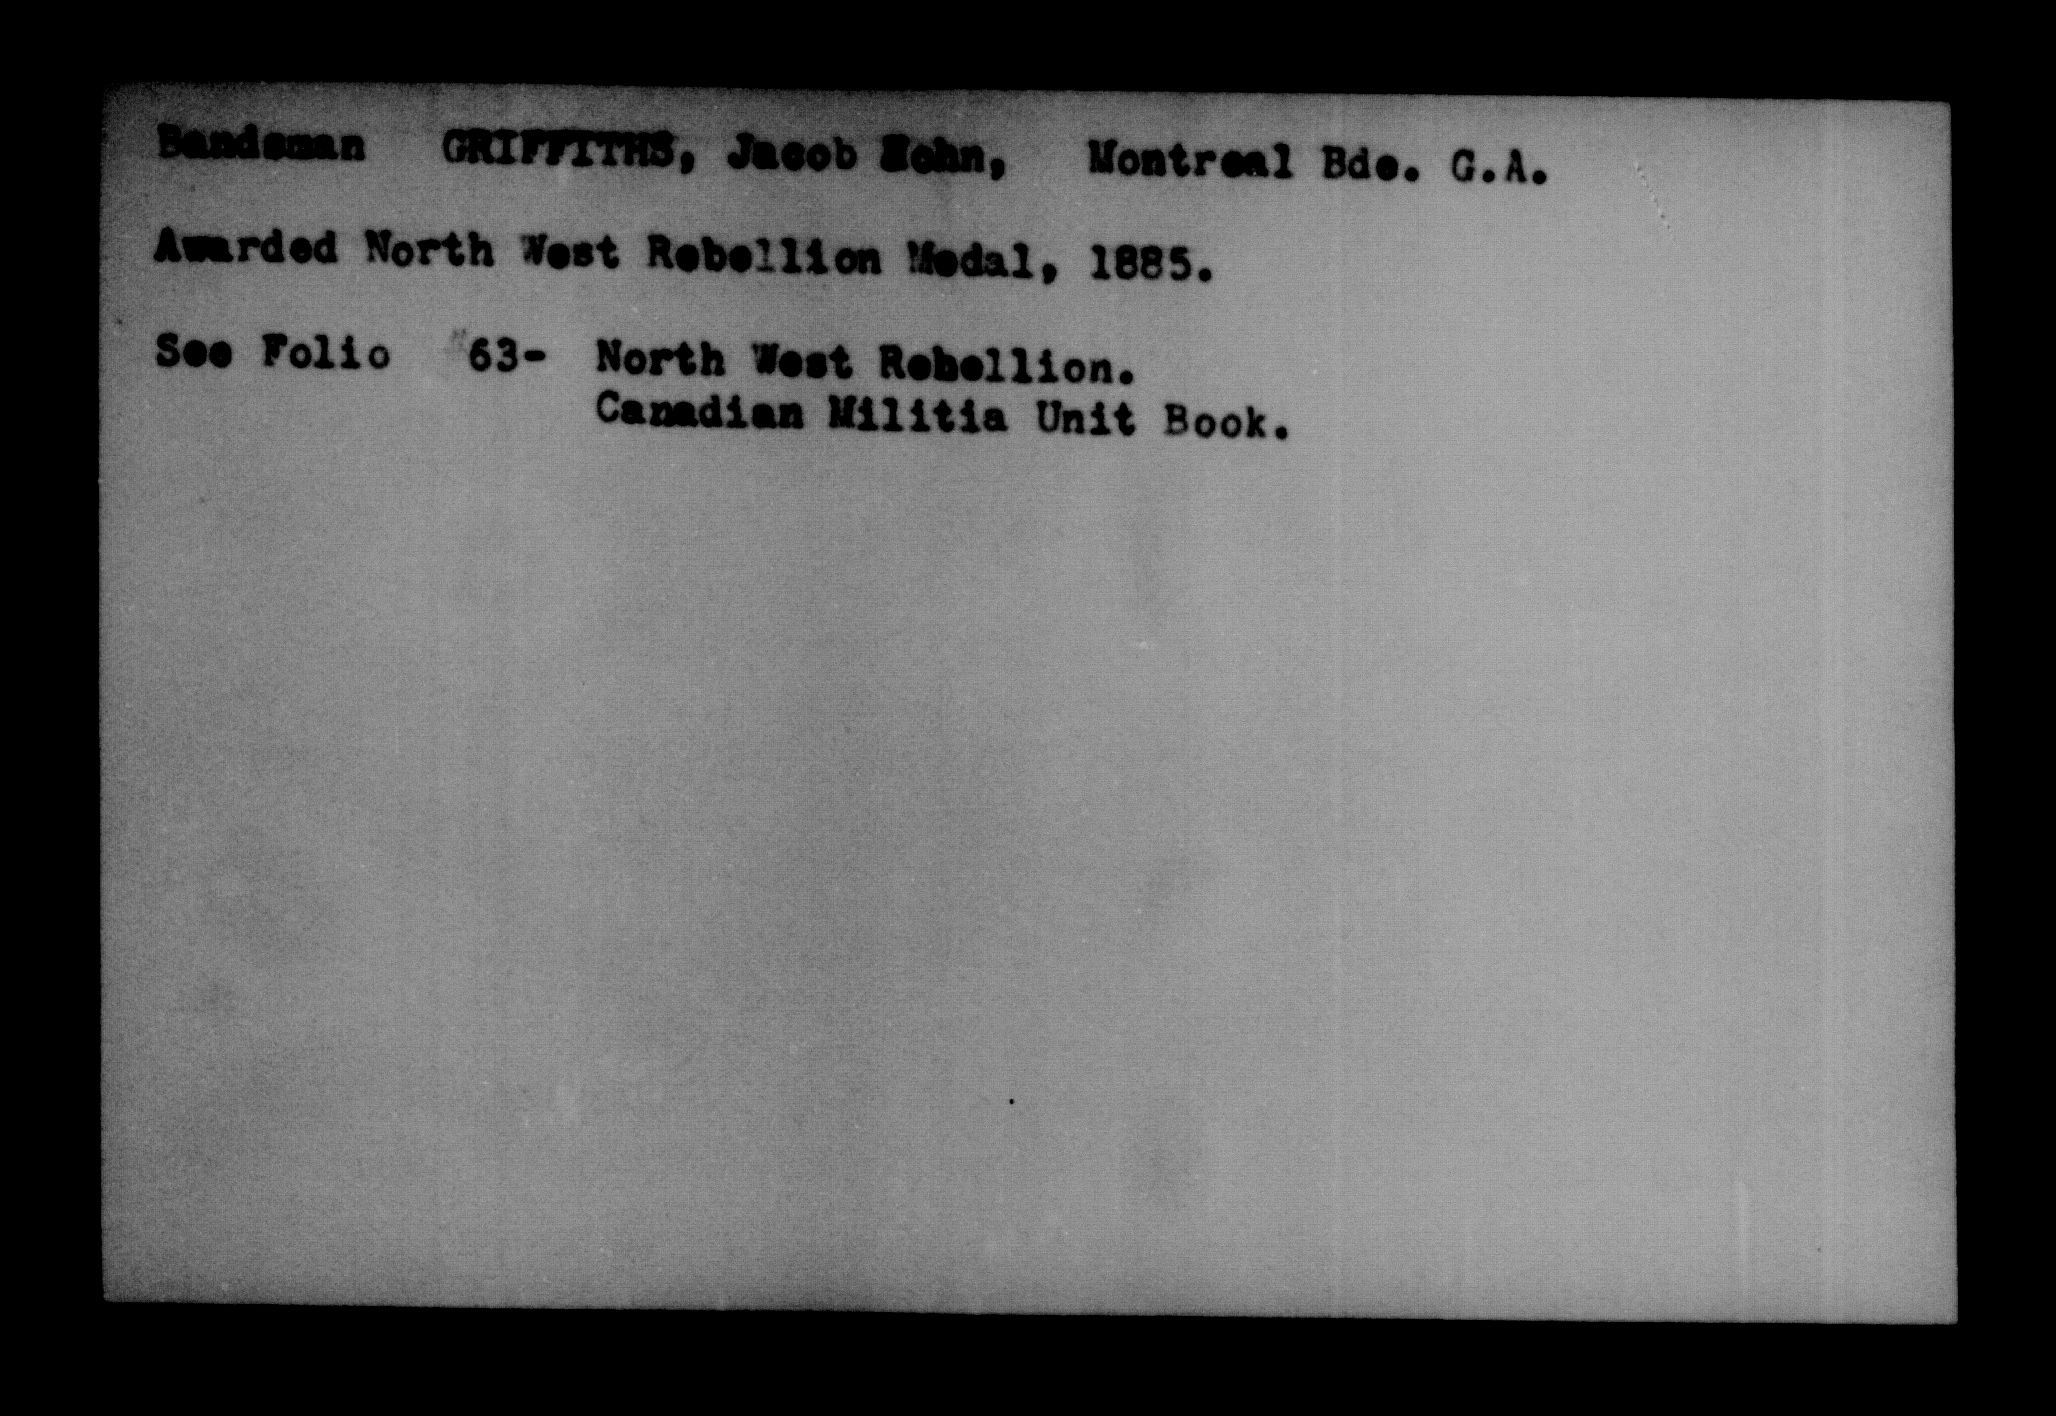 Bandsman GRIFFITHS, Jacob John, Montreal Bde. G.A.
Awarded North West Rebellion Medal, 1885.
See Folio 63- North West Rebellion.
Canadian Militia Unit Book.